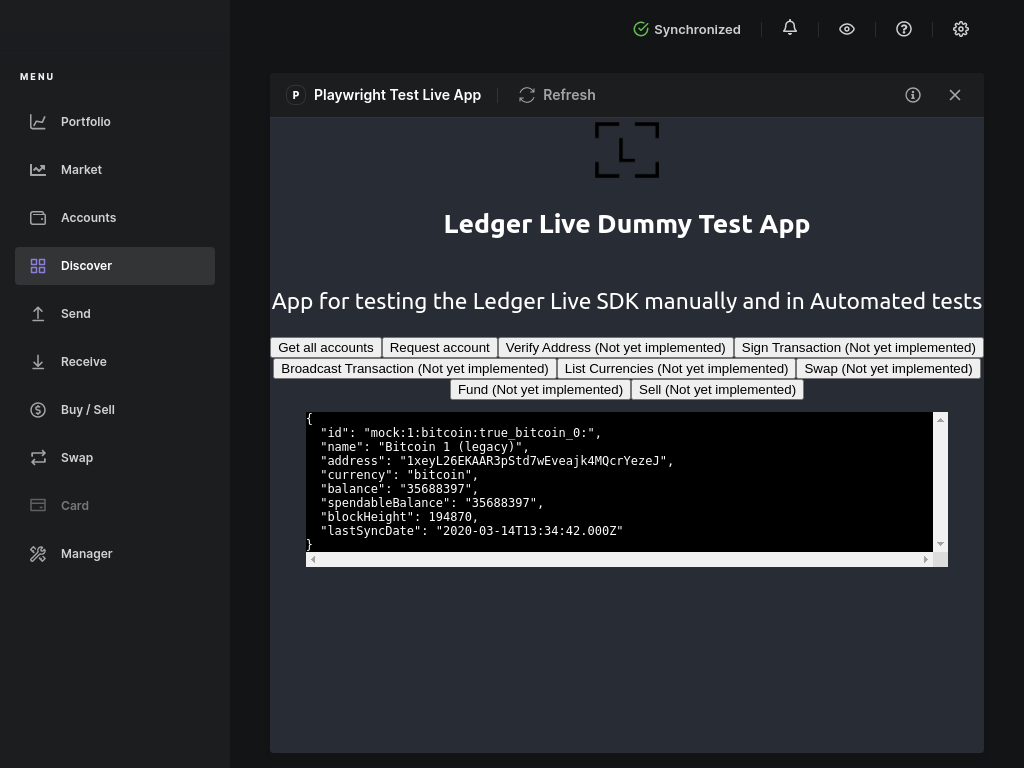 Synchronized
MENU
Portfolio
Market
Accounts
Discover
Send
Receive
Buy / Sell
Swap
Card
Manager
P Playwright Test Live App Refresh
Ledger Live Dummy Test App
App for testing the Ledger Live SDK manually and in Automated tests
Get all accounts Request account Verify Address (Not yet implemented) Sign Transaction (Not yet implemented)
Broadcast Transaction (Not yet implemented) List Currencies (Not yet implemented) Swap (Not yet implemented)
Fund (Not yet implemented) Sell (Not yet implemented)
{
"id": "mock:1:bitcoin:true_bitcoin_0:",
"name": "Bitcoin 1 (legacy)",
"address": "1xeyL26EKAAR3pStd7wEveajk4MQcrYezeJ",
"currency": "bitcoin",
"balance": "35688397",
"spendableBalance": "35688397",
"blockHeight": 194870,
"lastSyncDate": "2020-03-14T13:34:42.000Z"
}